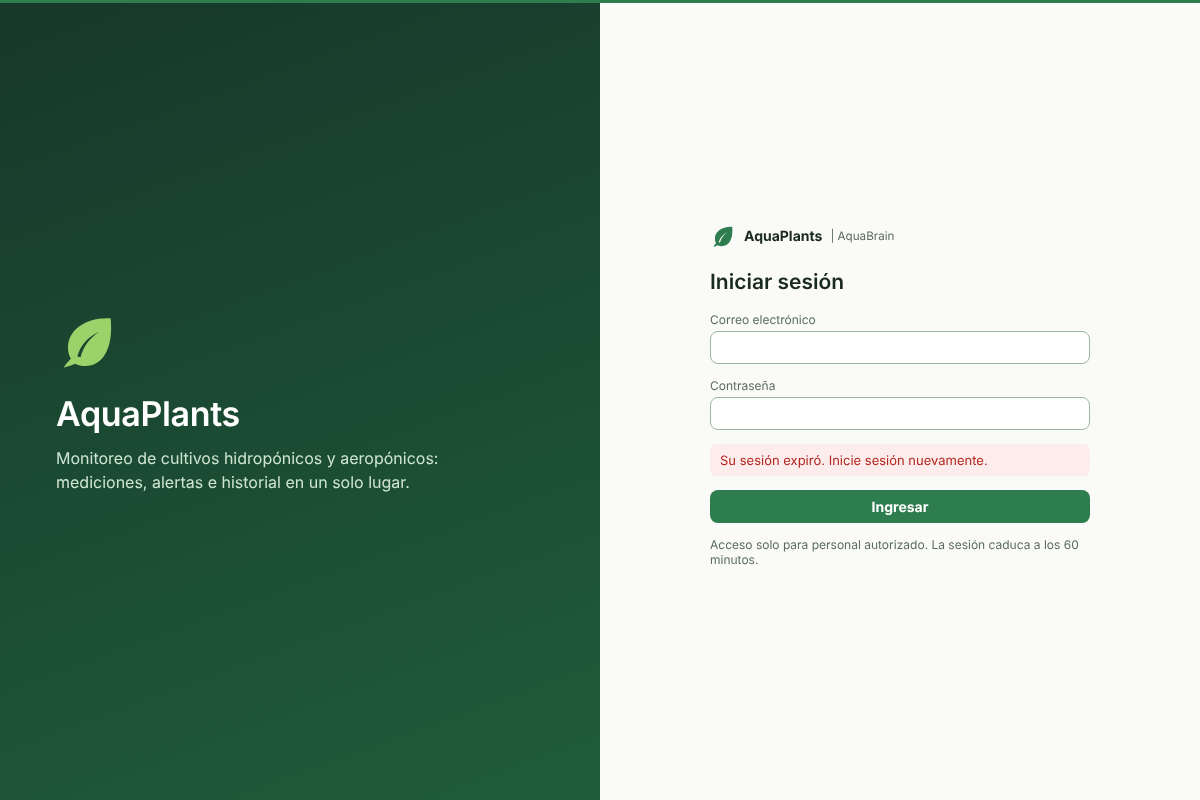 AquaPlants
Monitoreo de cultivos hidropónicos y aeropónicos:
mediciones, alertas e historial en un solo lugar.
AquaPlants | AquaBrain
Iniciar sesión
Correo electrónico
Contraseña
Su sesión expiró. Inicie sesión nuevamente.
Ingresar
Acceso solo para personal autorizado. La sesión caduca a los 60
minutos.